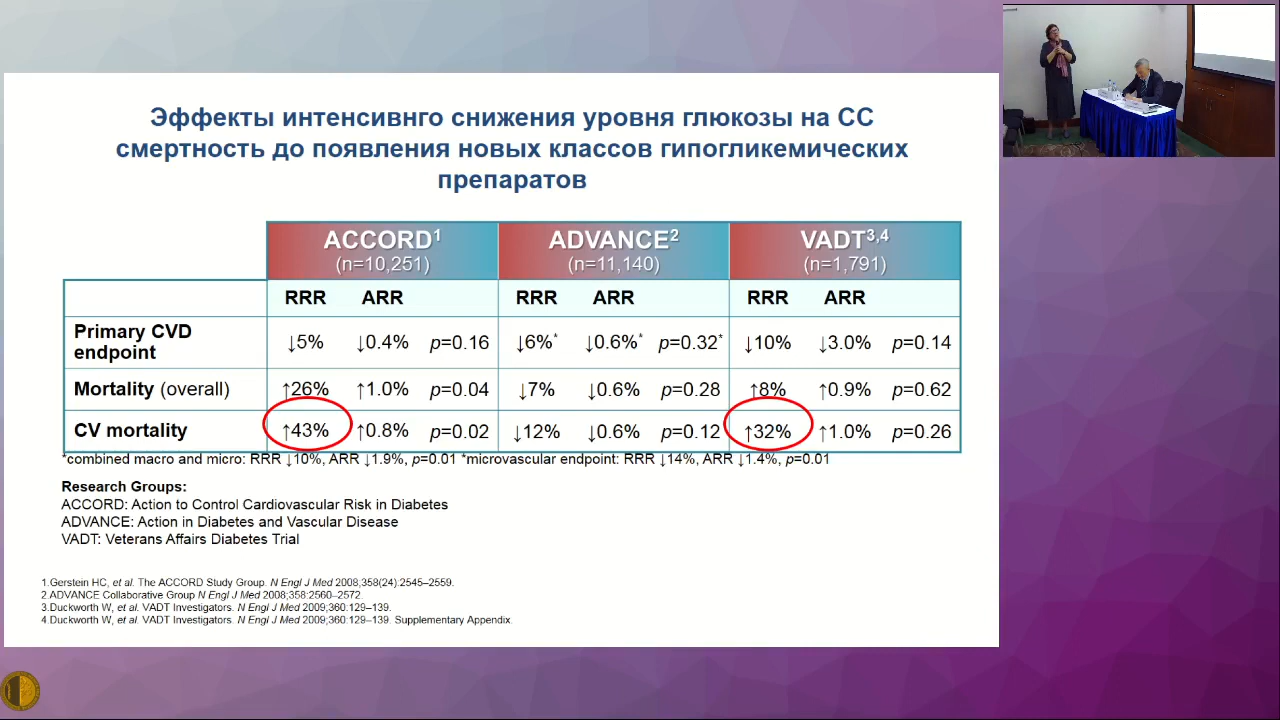 Эффекты интенсивнго снижения уровня глюкозы на СС
смертность до появления новых классов гипогликемических
препаратов
ACCORD1 ADVANCE2 VADT3,4
(n=10,251) (n=11,140) (n=1,791)
RRR ARR RRR ARR RRR ARR
Primary CVD
endpoint ↓5% ↓0.4% p=0.16 ↓6%* ↓0.6%* p=0.32* ↓10% ↓3.0% p=0.14
Mortality (overall) ↑26% ↑1.0% p=0.04 ↓7% ↓0.6% p=0.28 ↑8% ↑0.9% p=0.62
CV mortality ↑43% ↑0.8% p=0.02 ↓12% ↓0.6% p=0.12 ↑32% ↑1.0% p=0.26
*combined macro and micro: RRR ↓10%, ARR ↓1.9%, p=0.01 *microvascular endpoint: RRR ↓14%, ARR ↓1.4%, p=0.01
Research Groups:
ACCORD: Action to Control Cardiovascular Risk in Diabetes
ADVANCE: Action in Diabetes and Vascular Disease
VADT: Veterans Affairs Diabetes Trial
1.Gerstein HC, et al. The ACCORD Study Group. N Engl J Med 2008;358(24):2545–2559.
2.ADVANCE Collaborative Group N Engl J Med 2008;358:2560–2572.
3.Duckworth W, et al. VADT Investigators. N Engl J Med 2009;360:129–139.
4.Duckworth W, et al. VADT Investigators. N Engl J Med 2009;360:129–139. Supplementary Appendix.